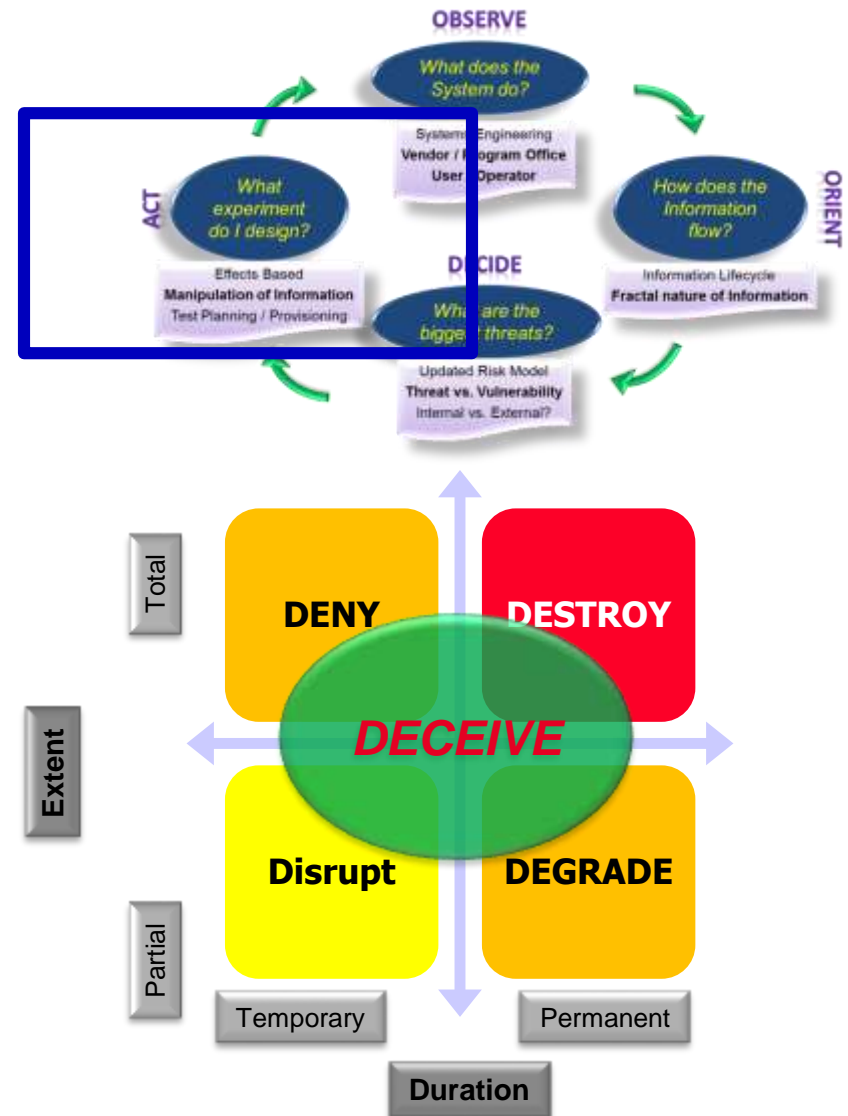 OBSERVE
What does the
System do?
Systems Engineering
Vendor / Program Office
User / Operator
ACT
What
experiment
do I design?
Effects Based
Manipulation of Information
Test Planning / Provisioning
ORIENT
How does the
Information
flow?
Information Lifecycle
Fractal nature of Information
DECIDE
What are the
biggest threats?
Updated Risk Model
Threat vs. Vulnerability
Internal vs. External?
Total
DENY
DESTROY
DECEIVE
Extent
Disrupt
DEGRADE
Partial
Temporary
Permanent
Duration